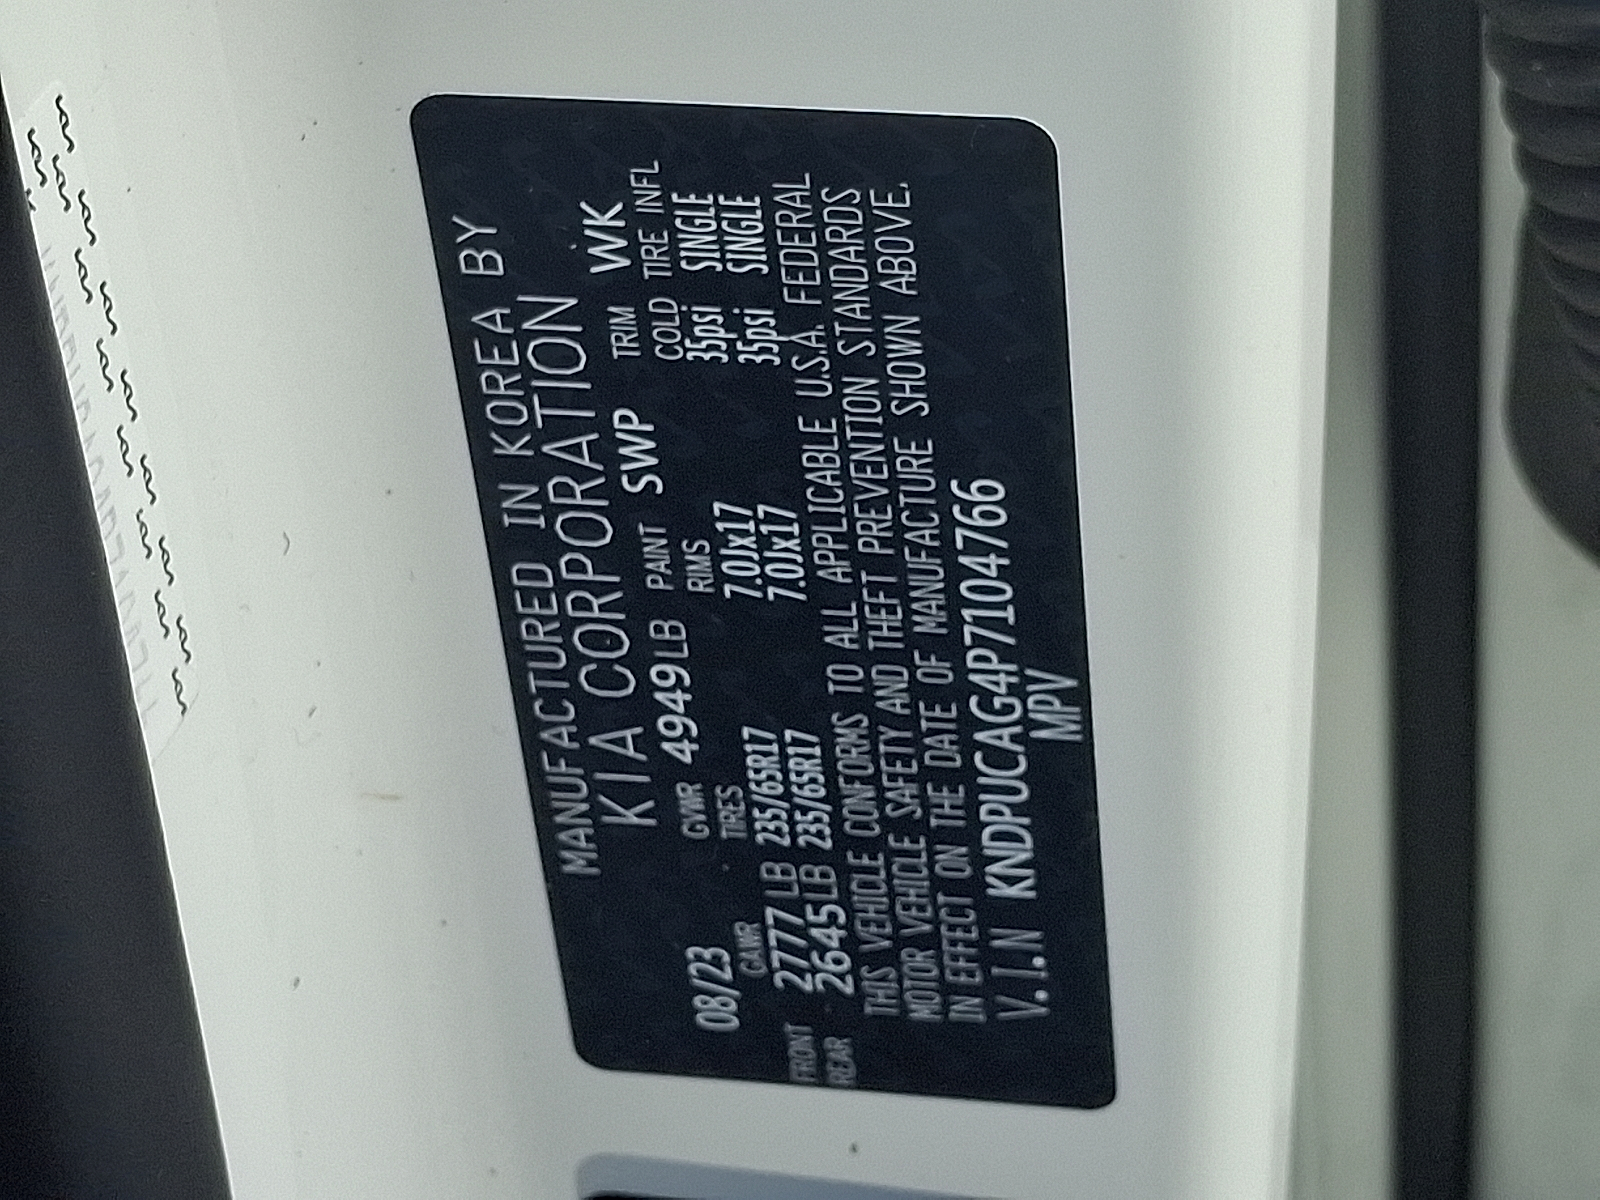 MANUFACTURED IN KOREA BY
KIA CORPORATION
08/23 GVWR 4949LB PAINT SWP TRIM WK
GAWR TIRES RIMS COLD TIRE INFL
FRONT 2777 LB 235/65R17 7.0Jx17 35psi SINGLE
REAR 2645LB 235/65R17 7.0Jx17 35psi SINGLE
THIS VEHICLE CONFORMS TO ALL APPLICABLE U.S.A. FEDERAL
MOTOR VEHICLE SAFETY AND THEFT PREVENTION STANDARDS
IN EFFECT ON THE DATE OF MANUFACTURE SHOWN ABOVE.
V.I.N KNDPUCAG4P7104766
MPV